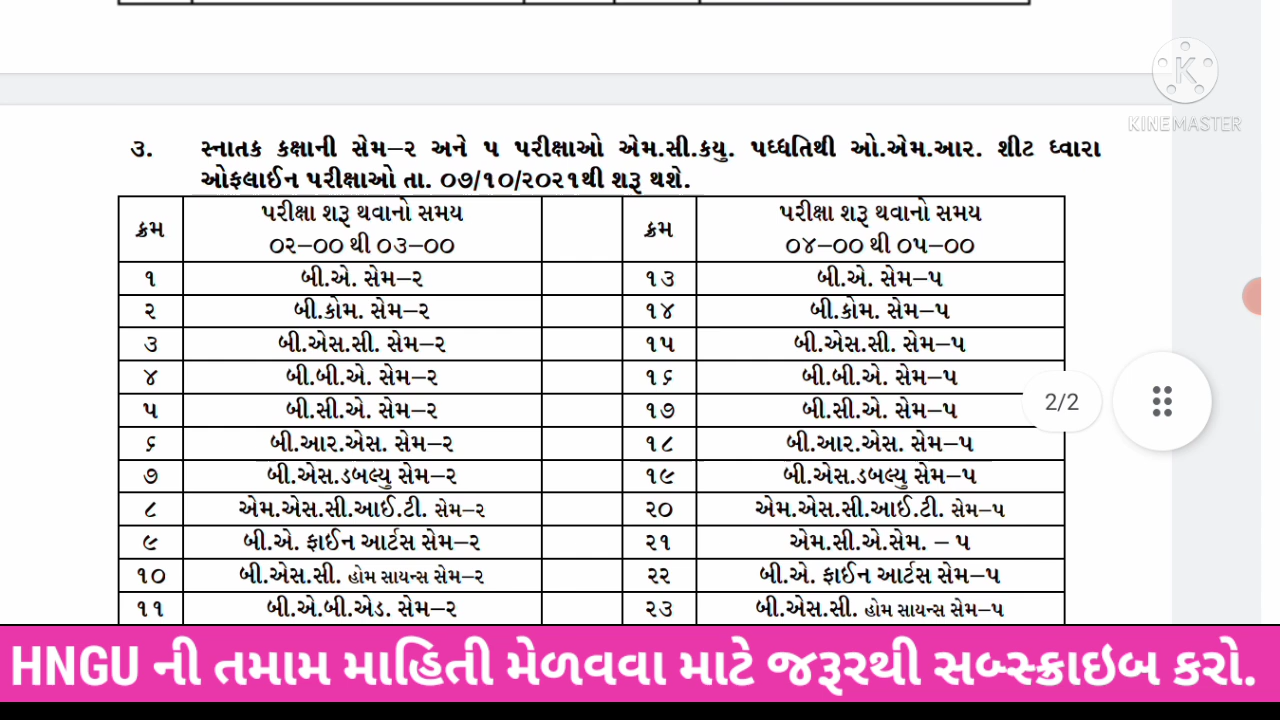 KINEMASTER
૩. સ્નાતક કક્ષાની સેમ–૨ અને ૫ પરીક્ષાઓ એમ.સી.કયુ. પધ્ધતિથી ઓ.એમ.આર. શીટ ધ્વારા
ઓફલાઈન પરીક્ષાઓ તા. ૦૭/૧૦/૨૦૨૧થી શરૂ થશે.
ક્રમ પરીક્ષા શરૂ થવાનો સમય ક્રમ પરીક્ષા શરૂ થવાનો સમય
૦૨–૦૦ થી ૦૩–૦૦ ૦૪–૦૦ થી ૦૫–૦૦
૧ બી.એ. સેમ–૨ ૧૩ બી.એ. સેમ–૫
૨ બી.કોમ. સેમ–૨ ૧૪ બી.કોમ. સેમ–૫
૩ બી.એસ.સી. સેમ–૨ ૧૫ બી.એસ.સી. સેમ–૫
૪ બી.બી.એ. સેમ–૨ ૧૬ બી.બી.એ. સેમ–૫
૫ બી.સી.એ. સેમ–૨ ૧૭ બી.સી.એ. સેમ–૫
2/2
૬ બી.આર.એસ. સેમ–૨ ૧૮ બી.આર.એસ. સેમ–૫
૭ બી.એસ.ડબલ્યુ સેમ–૨ ૧૯ બી.એસ.ડબલ્યુ સેમ–૫
૮ એમ.એસ.સી.આઈ.ટી. સેમ–૨ ૨૦ એમ.એસ.સી.આઈ.ટી. સેમ–૫
૯ બી.એ. ફાઈન આર્ટસ સેમ–૨ ૨૧ એમ.સી.એ.સેમ. – ૫
૧૦ બી.એસ.સી. હોમ સાયન્સ સેમ–૨ ૨૨ બી.એ. ફાઈન આર્ટસ સેમ–૫
૧૧ બી.એ.બી.એડ. સેમ–૨ ૨૩ બી.એસ.સી. હોમ સાયન્સ સેમ–૫
HNGU ની તમામ માહિતી મેળવવા માટે જરૂરથી સબ્સ્ક્રાઇબ કરો.